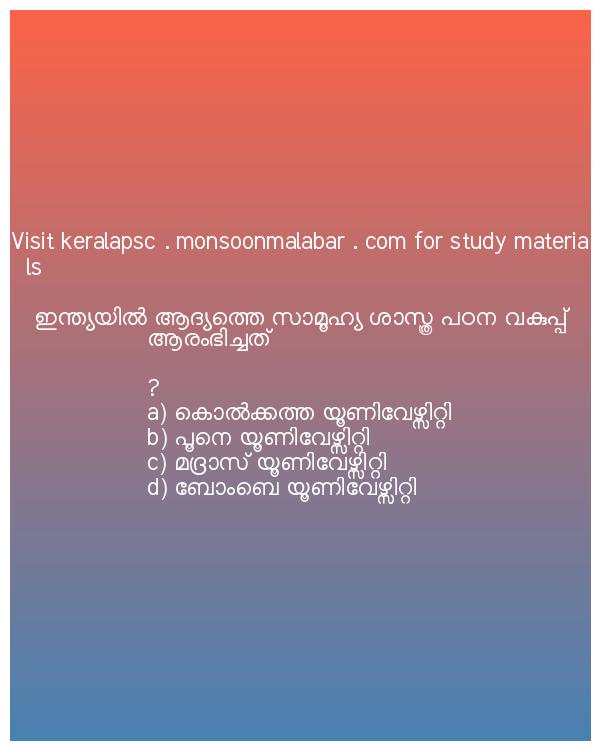 Visit keralapsc . monsoonmalabar . com for study materia
ls
ഇന്ത്യയിൽ ആദ്യത്തെ സാമൂഹ്യ ശാസ്ത്ര പഠന വകുപ്പ്
ആരംഭിച്ചത്
?
a) കൊൽക്കത്ത യൂണിവേഴ്സിറ്റി
b) പൂനെ യൂണിവേഴ്സിറ്റി
c) മദ്രാസ് യൂണിവേഴ്സിറ്റി
d) ബോംബെ യൂണിവേഴ്സിറ്റി